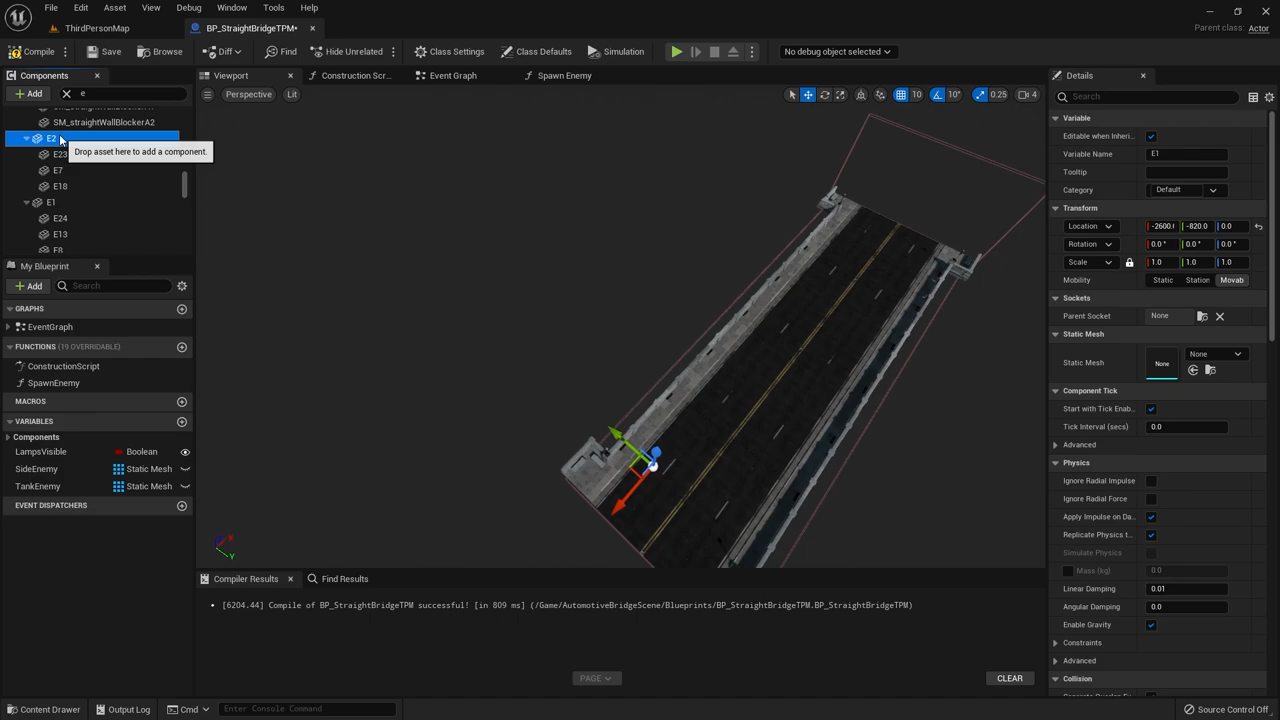 File Edit Asset View Debug Window Tools Help
ThirdPersonMap BP_StraightBridgeTPM* Parent class: Actor
Compile Save Browse Diff Find Hide Unrelated Class Settings Class Defaults Simulation No debug object selected
Components Viewport Construction Scr... Event Graph Spawn Enemy Details
Add e Perspective Lit 10 10° 0.25 4 Search
SM_straightWallBlockerA2
E2
Drop asset here to add a component.
E23
E7
E18
E1
E24
E13
E8
My Blueprint
Add Search
GRAPHS
EventGraph
FUNCTIONS (19 OVERRIDABLE)
ConstructionScript
SpawnEnemy
MACROS
VARIABLES
Components
LampsVisible Boolean
SideEnemy Static Mesh
TankEnemy Static Mesh
EVENT DISPATCHERS
X
Y
Compiler Results Find Results
[6204.44] Compile of BP_StraightBridgeTPM successful! [in 809 ms] (/Game/AutomotiveBridgeScene/Blueprints/BP_StraightBridgeTPM.BP_StraightBridgeTPM)
PAGE CLEAR
Variable
Editable when Inheri...
Variable Name E1
Tooltip
Category Default
Transform
Location -2600.( -820.0 0.0
Rotation 0.0 ° 0.0 ° 0.0 °
Scale 1.0 1.0 1.0
Mobility Static Station Movab
Sockets
Parent Socket None
Static Mesh
Static Mesh None None
Component Tick
Start with Tick Enab...
Tick Interval (secs) 0.0
Advanced
Physics
Ignore Radial Impulse
Ignore Radial Force
Apply Impulse on Da...
Replicate Physics t...
Simulate Physics
Mass (kg) 0.0
Linear Damping 0.01
Angular Damping 0.0
Enable Gravity
Constraints
Advanced
Collision
Content Drawer Output Log Cmd Enter Console Command Source Control Off